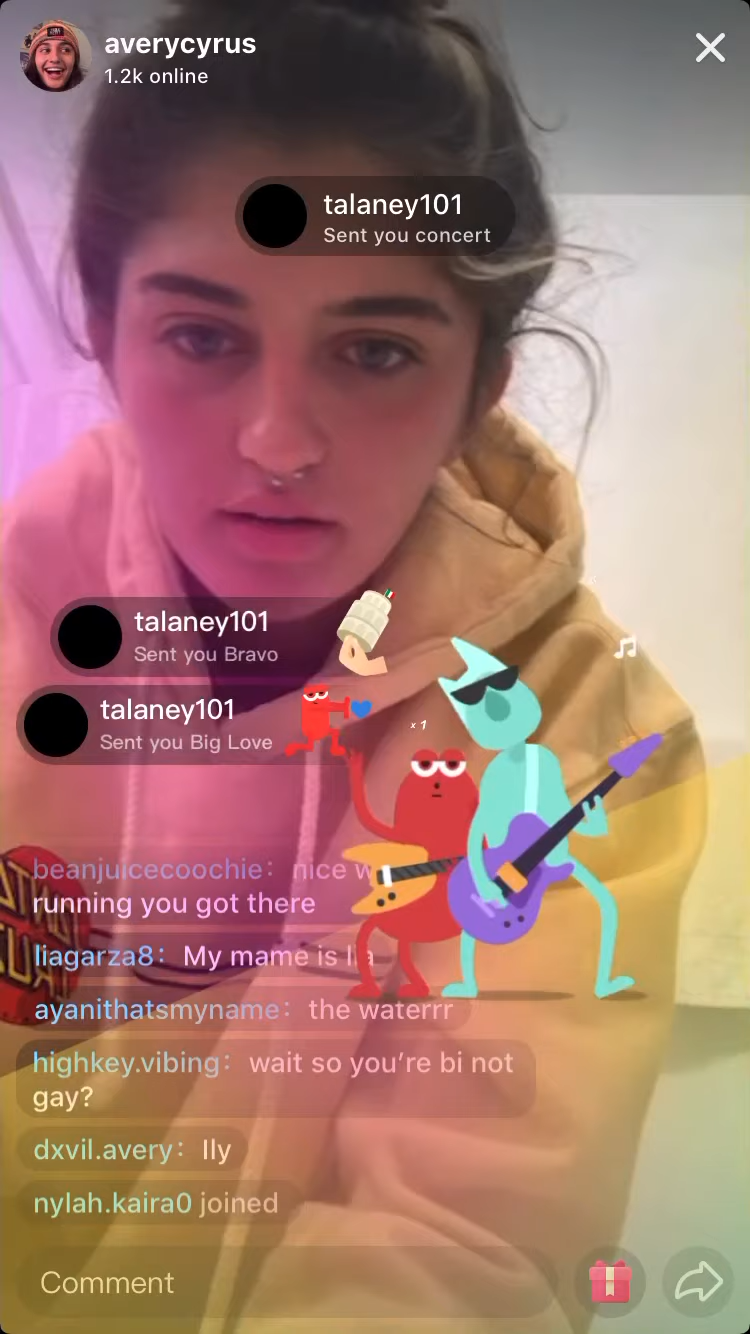 averycyrus
1.2k online
talaney101
Sent you concert
talaney101
Sent you Bravo
talaney101
Sent you Big Love
x 1
beanjuicecoochie: nice w
running you got there
liagarza8: My mame is
ayanithatsmyname: the waterrr
highkey.vibing: wait so you're bi not
gay?
dxvil.avery: Ily
nylah.kaira0 joined
Comment